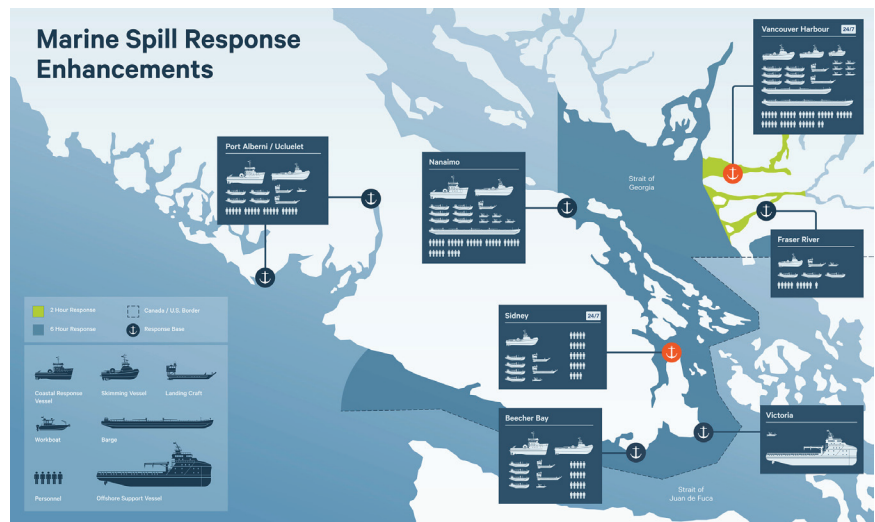 Marine Spill Response
Enhancements
Vancouver Harbour
24/7
Port Alberni / Ucluelet
Nanaimo
Strait of
Georgia
Fraser River
2 Hour Response
Canada / U.S. Border
6 Hour Response
Response Base
Sidney
24/7
Coastal Response
Vessel
Skimming Vessel
Landing Craft
Beecher Bay
Victoria
Workboat
Barge
Personnel
Offshore Support Vessel
Strait of
Juan de Fuca